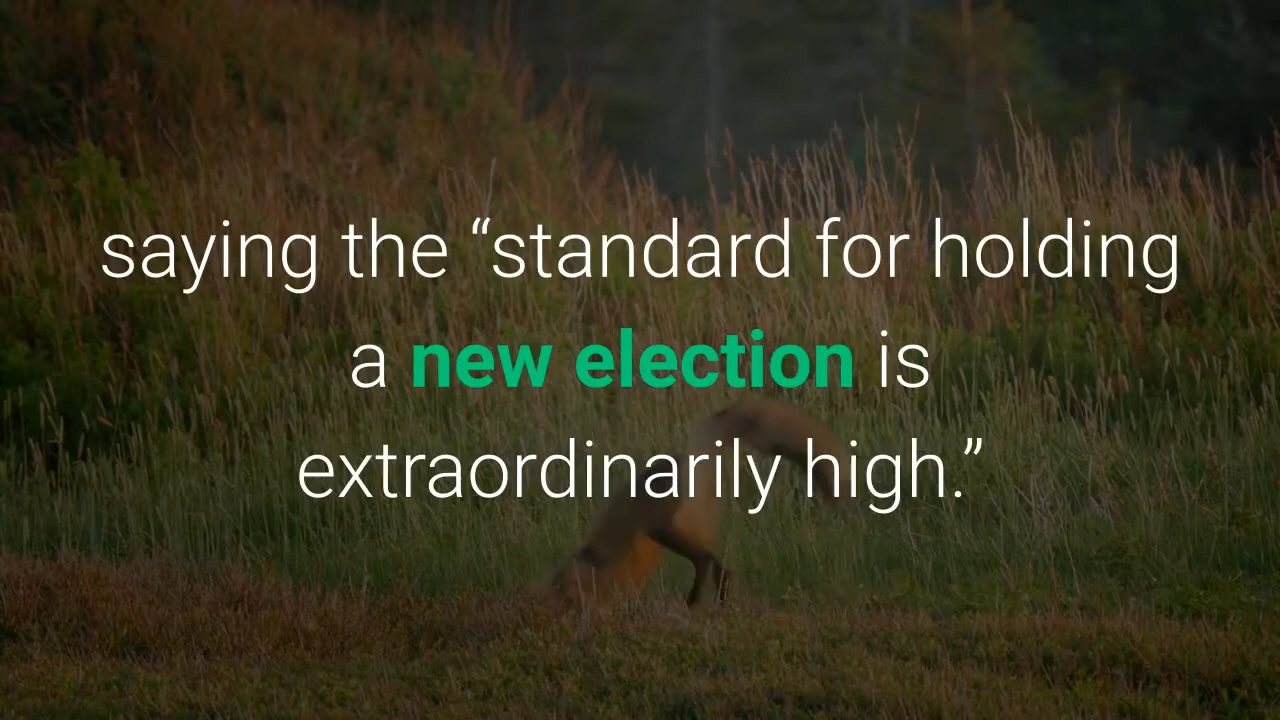 saying the “standard for holding
a new election is
extraordinarily high.”